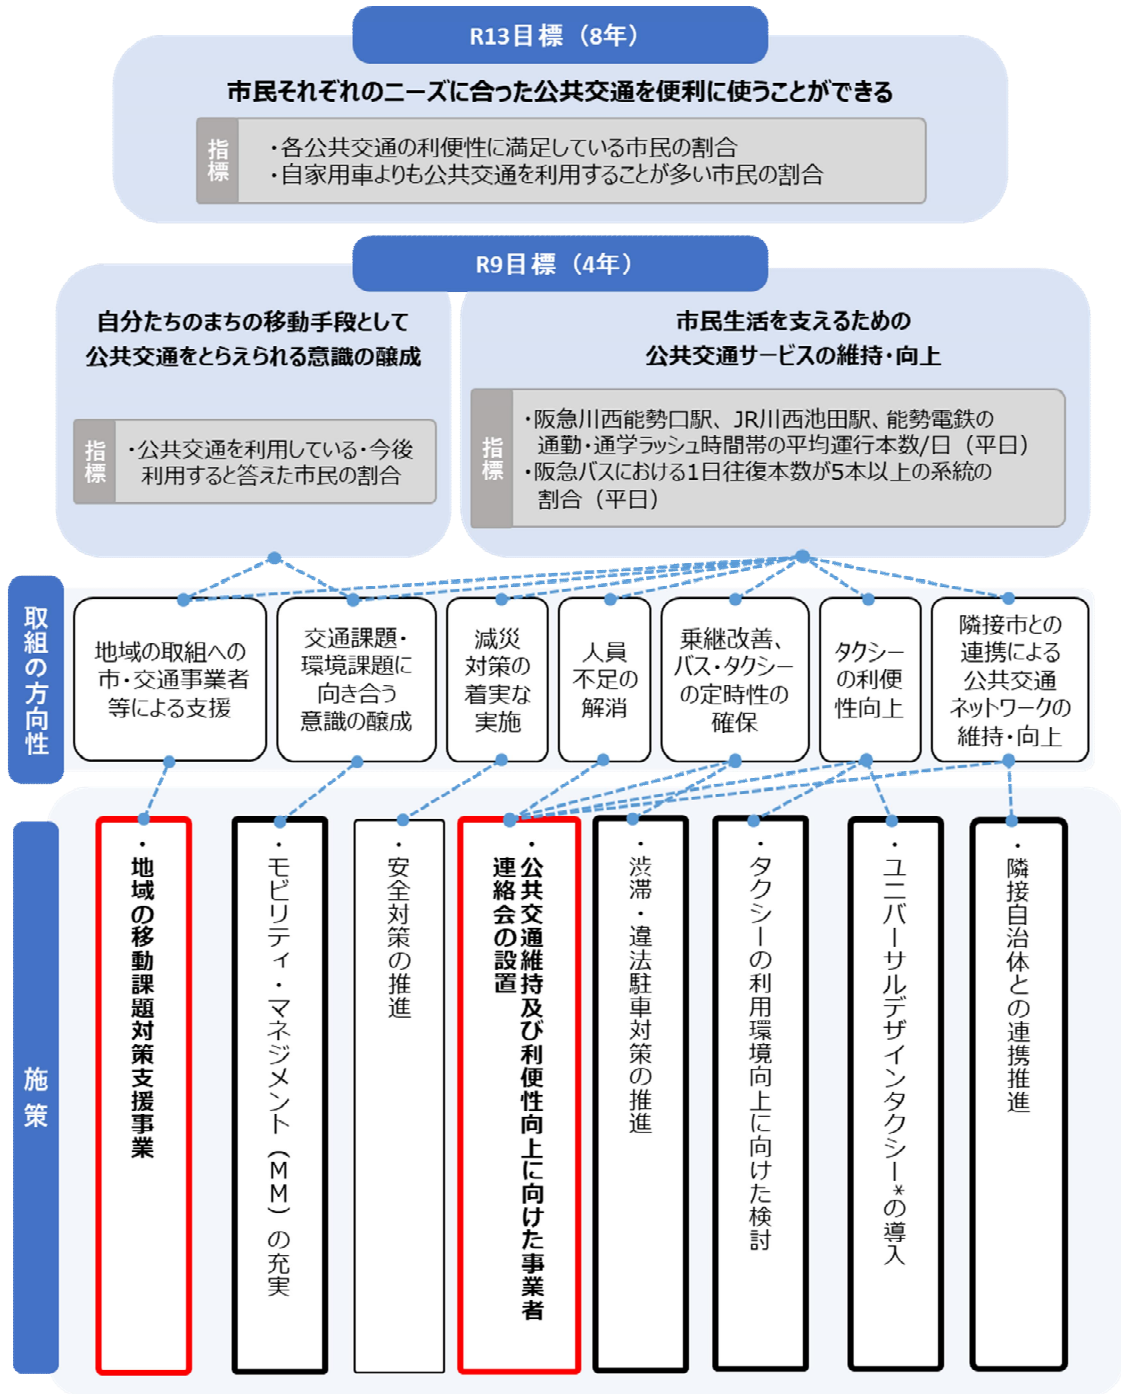 R13目標（8年）
市民それぞれのニーズに合った公共交通を便利に使うことができる
指標
・各公共交通の利便性に満足している市民の割合
・自家用車よりも公共交通を利用することが多い市民の割合
R9目標（4年）
自分たちのまちの移動手段として
公共交通をとらえられる意識の醸成
指標
・公共交通を利用している・今後
利用すると答えた市民の割合
市民生活を支えるための
公共交通サービスの維持・向上
指標
・阪急川西能勢口駅、JR川西池田駅、能勢電鉄の
通勤・通学ラッシュ時間帯の平均運行本数/日（平日）
・阪急バスにおける1日往復本数が5本以上の系統の
割合（平日）
取組の方向性
地域の取組への
市・交通事業者
等による支援
交通課題・
環境課題に
向き合う
意識の醸成
減災
対策の
着実な
実施
人員
不足の
解消
乗継改善、
バス・タクシー
の定時性の
確保
タクシー
の利便
性向上
隣接市との
連携による
公共交通
ネットワークの
維持・向上
施策
・地域の移動課題対策支援事業
・モビリティ・マネジメント（MM）の充実
・安全対策の推進
・公共交通維持及び利便性向上に向けた事業者
連絡会の設置
・渋滞・違法駐車対策の推進
・タクシーの利用環境向上に向けた検討
・ユニバーサルデザインタクシー*の導入
・隣接自治体との連携推進